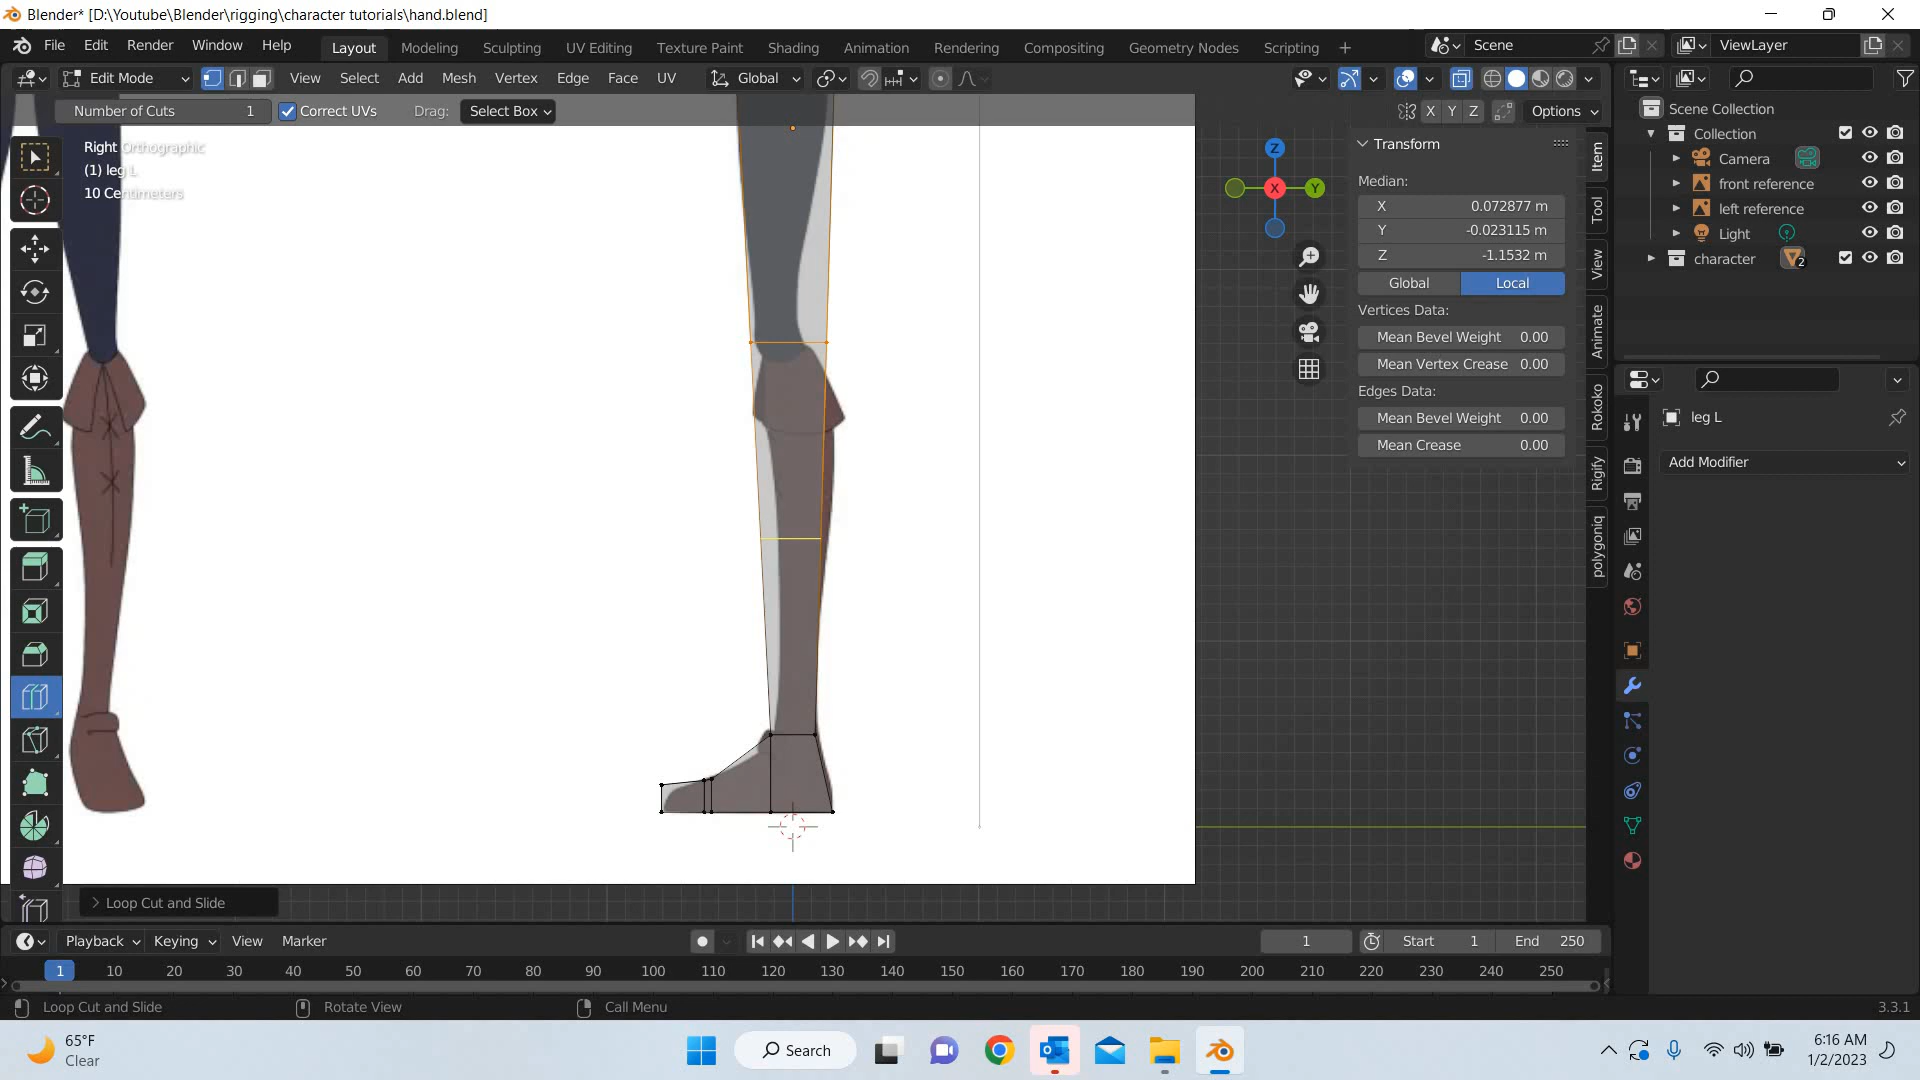 Blender* [D:\Youtube\Blender\rigging\character tutorials\hand.blend]
File Edit Render Window Help Layout Modeling Sculpting UV Editing Texture Paint Shading Animation Rendering Compositing Geometry Nodes Scripting + Scene ViewLayer
Edit Mode View Select Add Mesh Vertex Edge Face UV Global
Number of Cuts 1 Correct UVs Drag: Select Box X Y Z Options
Scene Collection
Collection
Camera
front reference
left reference
Light
character 2
Right Orthographic
(1) leg L
10 Centimeters
Z
X
Y
Transform
Median:
X 0.072877 m
Y -0.023115 m
Z -1.1532 m
Global Local
Vertices Data:
Mean Bevel Weight 0.00
Mean Vertex Crease 0.00
Edges Data:
Mean Bevel Weight 0.00
Mean Crease 0.00
Item
Tool
View
Animate
Rokoko
Rigify
polygoniq
leg L
Add Modifier
Loop Cut and Slide
Playback Keying View Marker 1 Start 1 End 250
1 10 20 30 40 50 60 70 80 90 100 110 120 130 140 150 160 170 180 190 200 210 220 230 240 250
Loop Cut and Slide Rotate View Call Menu 3.3.1
65°F
Clear
Search
6:16 AM
1/2/2023